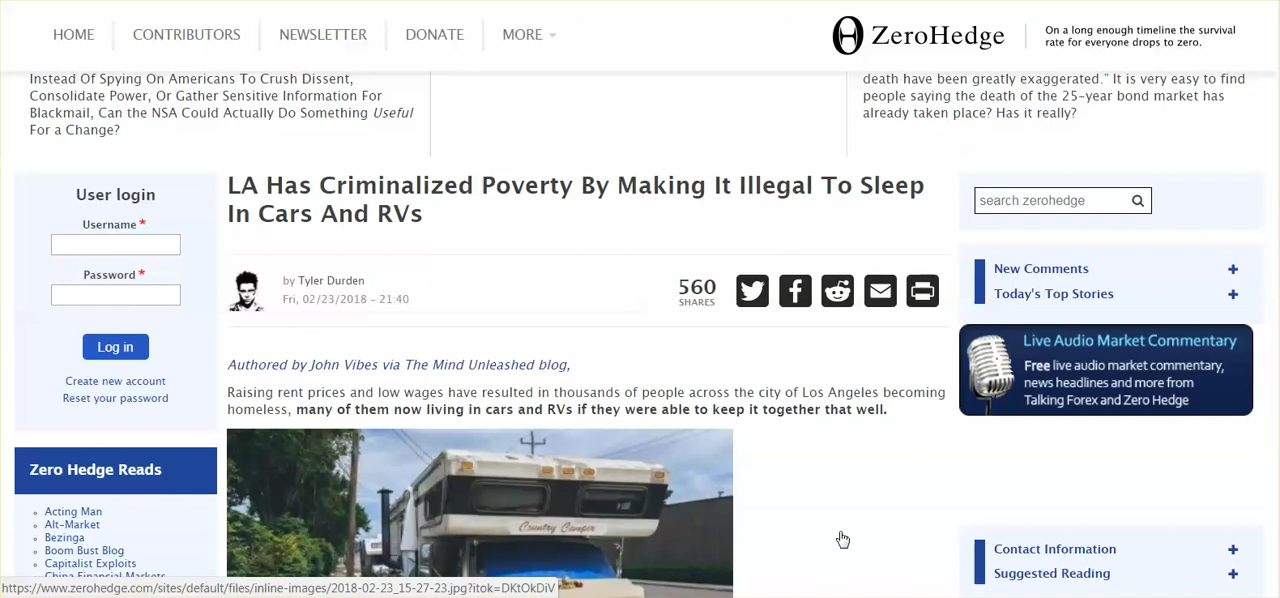 HOME
CONTRIBUTORS
NEWSLETTER
DONATE
MORE
ZeroHedge
On a long enough timeline the survival
rate for everyone drops to zero.
Instead Of Spying On Americans To Crush Dissent,
Consolidate Power, Or Gather Sensitive Information For
Blackmail, Can the NSA Could Actually Do Something Useful
For a Change?
death have been greatly exaggerated." It is very easy to find
people saying the death of the 25-year bond market has
already taken place? Has it really?
User login
Username *
Password *
Log in
Create new account
Reset your password
Zero Hedge Reads
Acting Man
Alt-Market
Bezinga
Boom Bust Blog
Capitalist Exploits
China Financial Markets
LA Has Criminalized Poverty By Making It Illegal To Sleep
In Cars And RVs
by Tyler Durden
Fri, 02/23/2018 - 21:40
560
SHARES
Authored by John Vibes via The Mind Unleashed blog,
Raising rent prices and low wages have resulted in thousands of people across the city of Los Angeles becoming
homeless, many of them now living in cars and RVs if they were able to keep it together that well.
Country Camper
search zerohedge
New Comments +
Today's Top Stories +
Live Audio Market Commentary
Free live audio market commentary,
news headlines and more from
Talking Forex and Zero Hedge
Contact Information +
Suggested Reading +
https://www.zerohedge.com/sites/default/files/inline-images/2018-02-23_15-27-23.jpg?itok=DKtOkDiV